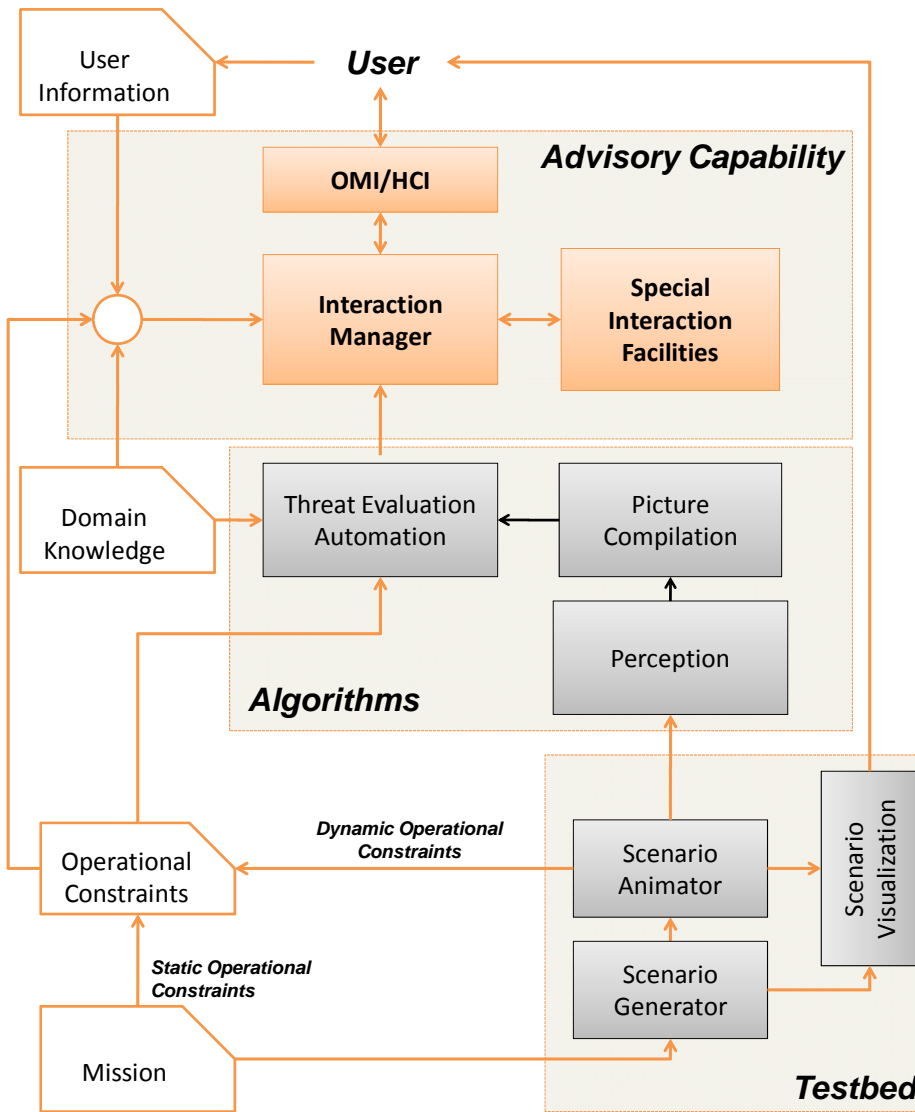 User
Information
User
Advisory Capability
OMI/HCI
Interaction
Manager
Special
Interaction
Facilities
Domain
Knowledge
Threat Evaluation
Automation
Picture
Compilation
Perception
Algorithms
Dynamic Operational
Constraints
Operational
Constraints
Scenario
Animator
Scenario
Visualization
Static Operational
Constraints
Scenario
Generator
Mission
Testbed